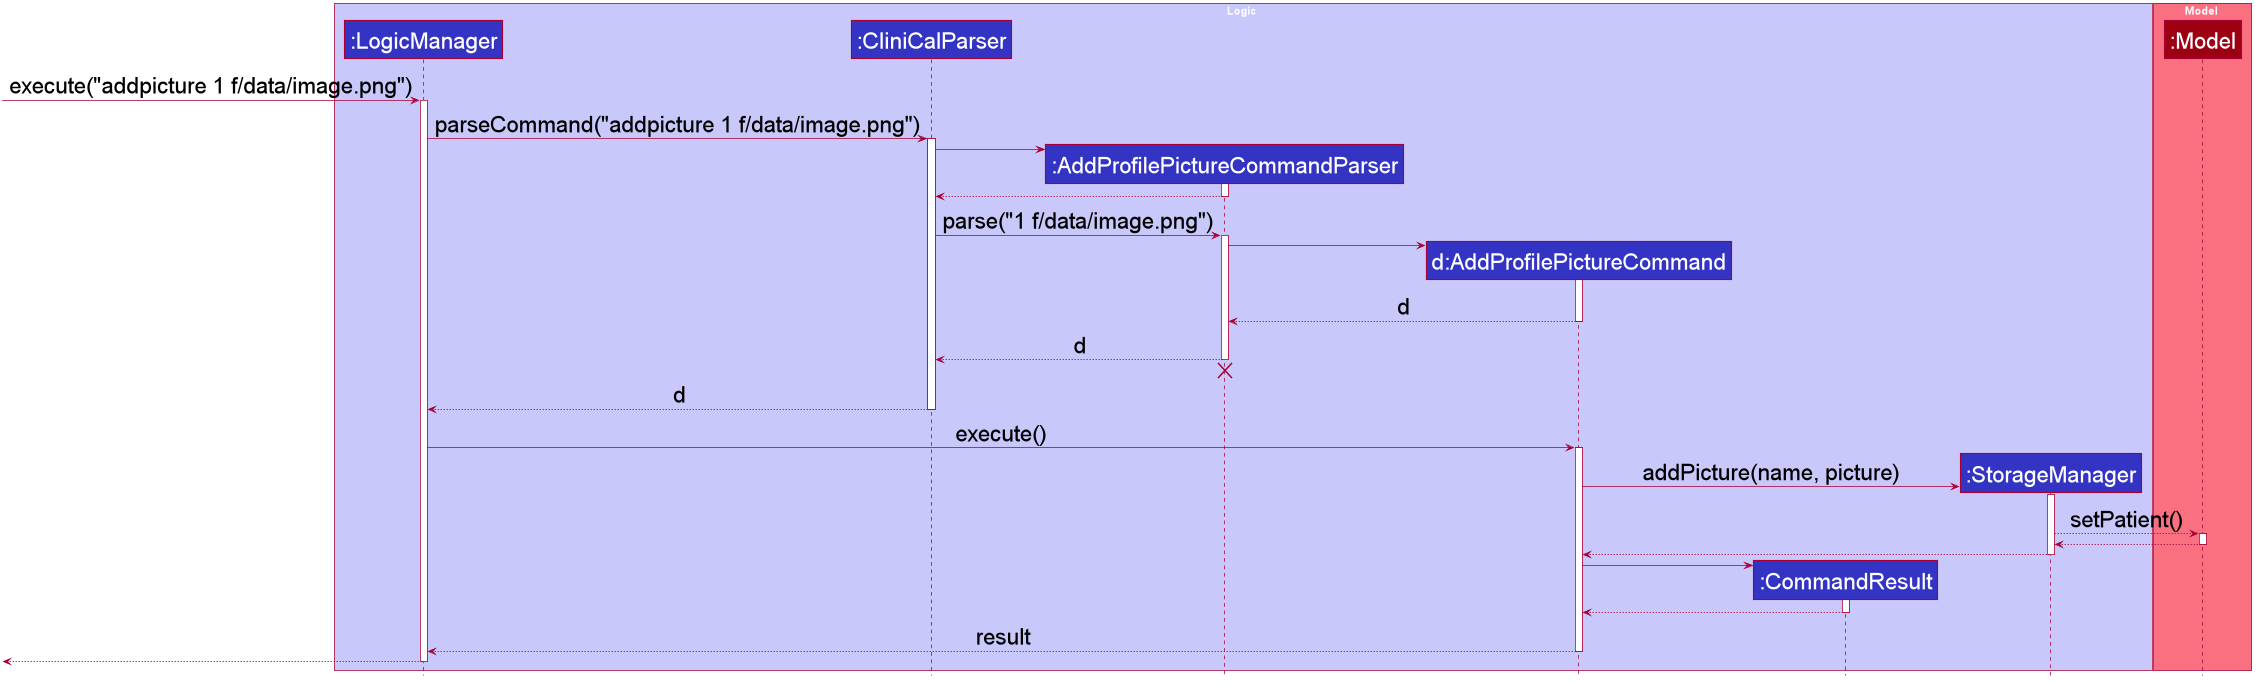 Logic
Model
:LogicManager
:CliniCalParser
:Model
execute("addpicture 1 f/data/image.png")
parseCommand("addpicture 1 f/data/image.png")
:AddProfilePictureCommandParser
parse("1 f/data/image.png")
d:AddProfilePictureCommand
d
d
d
execute()
:StorageManager
addPicture(name, picture)
setPatient()
:CommandResult
result